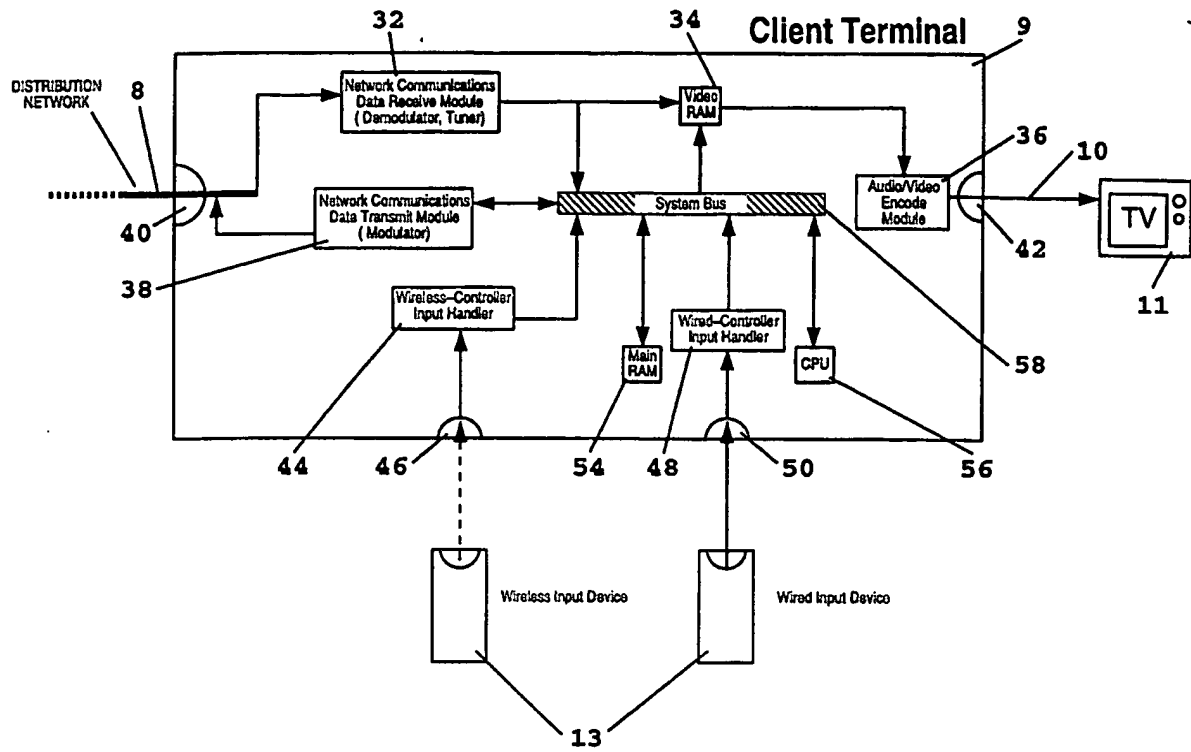 32
34
Client Terminal
9
DISTRIBUTION
NETWORK
8
Network Communications
Data Receive Module
( Demodulator, Tuner)
Video
RAM
36
10
Audio/Video
Encode
Module
Network Communications
Data Transmit Module
( Modulator)
System Bus
TV
40
42
38
11
Wireless-Controller
Input Handler
Wired-Controller
Input Handler
Main
RAM
CPU
58
44
46
54
48
50
56
Wireless Input Device
Wired Input Device
13